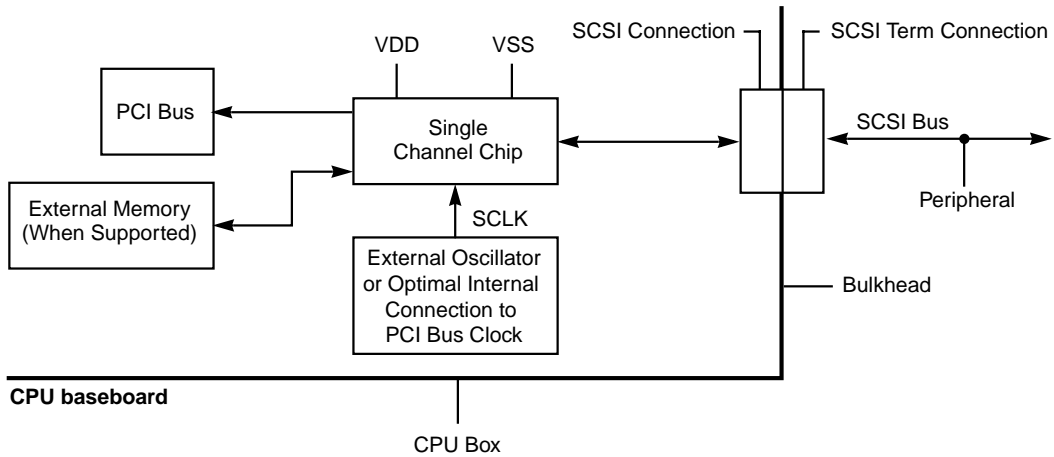 SCSI Connection
SCSI Term Connection
VDD
VSS
PCI Bus
Single
Channel Chip
SCSI Bus
Peripheral
External Memory
(When Supported)
SCLK
External Oscillator
or Optimal Internal
Connection to
PCI Bus Clock
Bulkhead
CPU baseboard
CPU Box